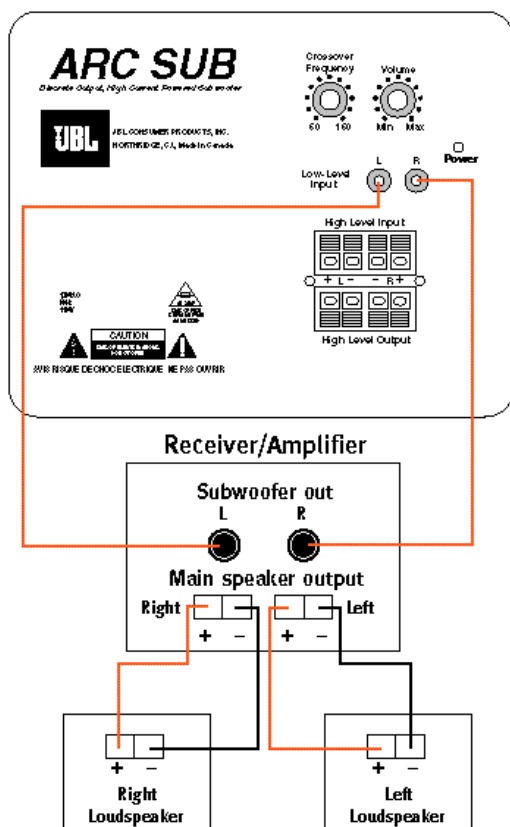 ARC SUB
Discrete Output, High Current Powered Subwoofer
JBL
JBL CONSUMER PRODUCTS, INC.
NORTHRIDGE, CA, Made in Canada
Crossover
Frequency
Volume
60 160
Min Max
Power
L R
Low-Level
Input
High Level Input
+ L - - R +
High Level Output
CAUTION
AVIS RISQUE DE CHOC ELECTRIQUE NE PAS OUVRIR
Receiver/Amplifier
Subwoofer out
L R
Main speaker output
Right Left
+ - + -
+ - + -
Right
Loudspeaker
Left
Loudspeaker